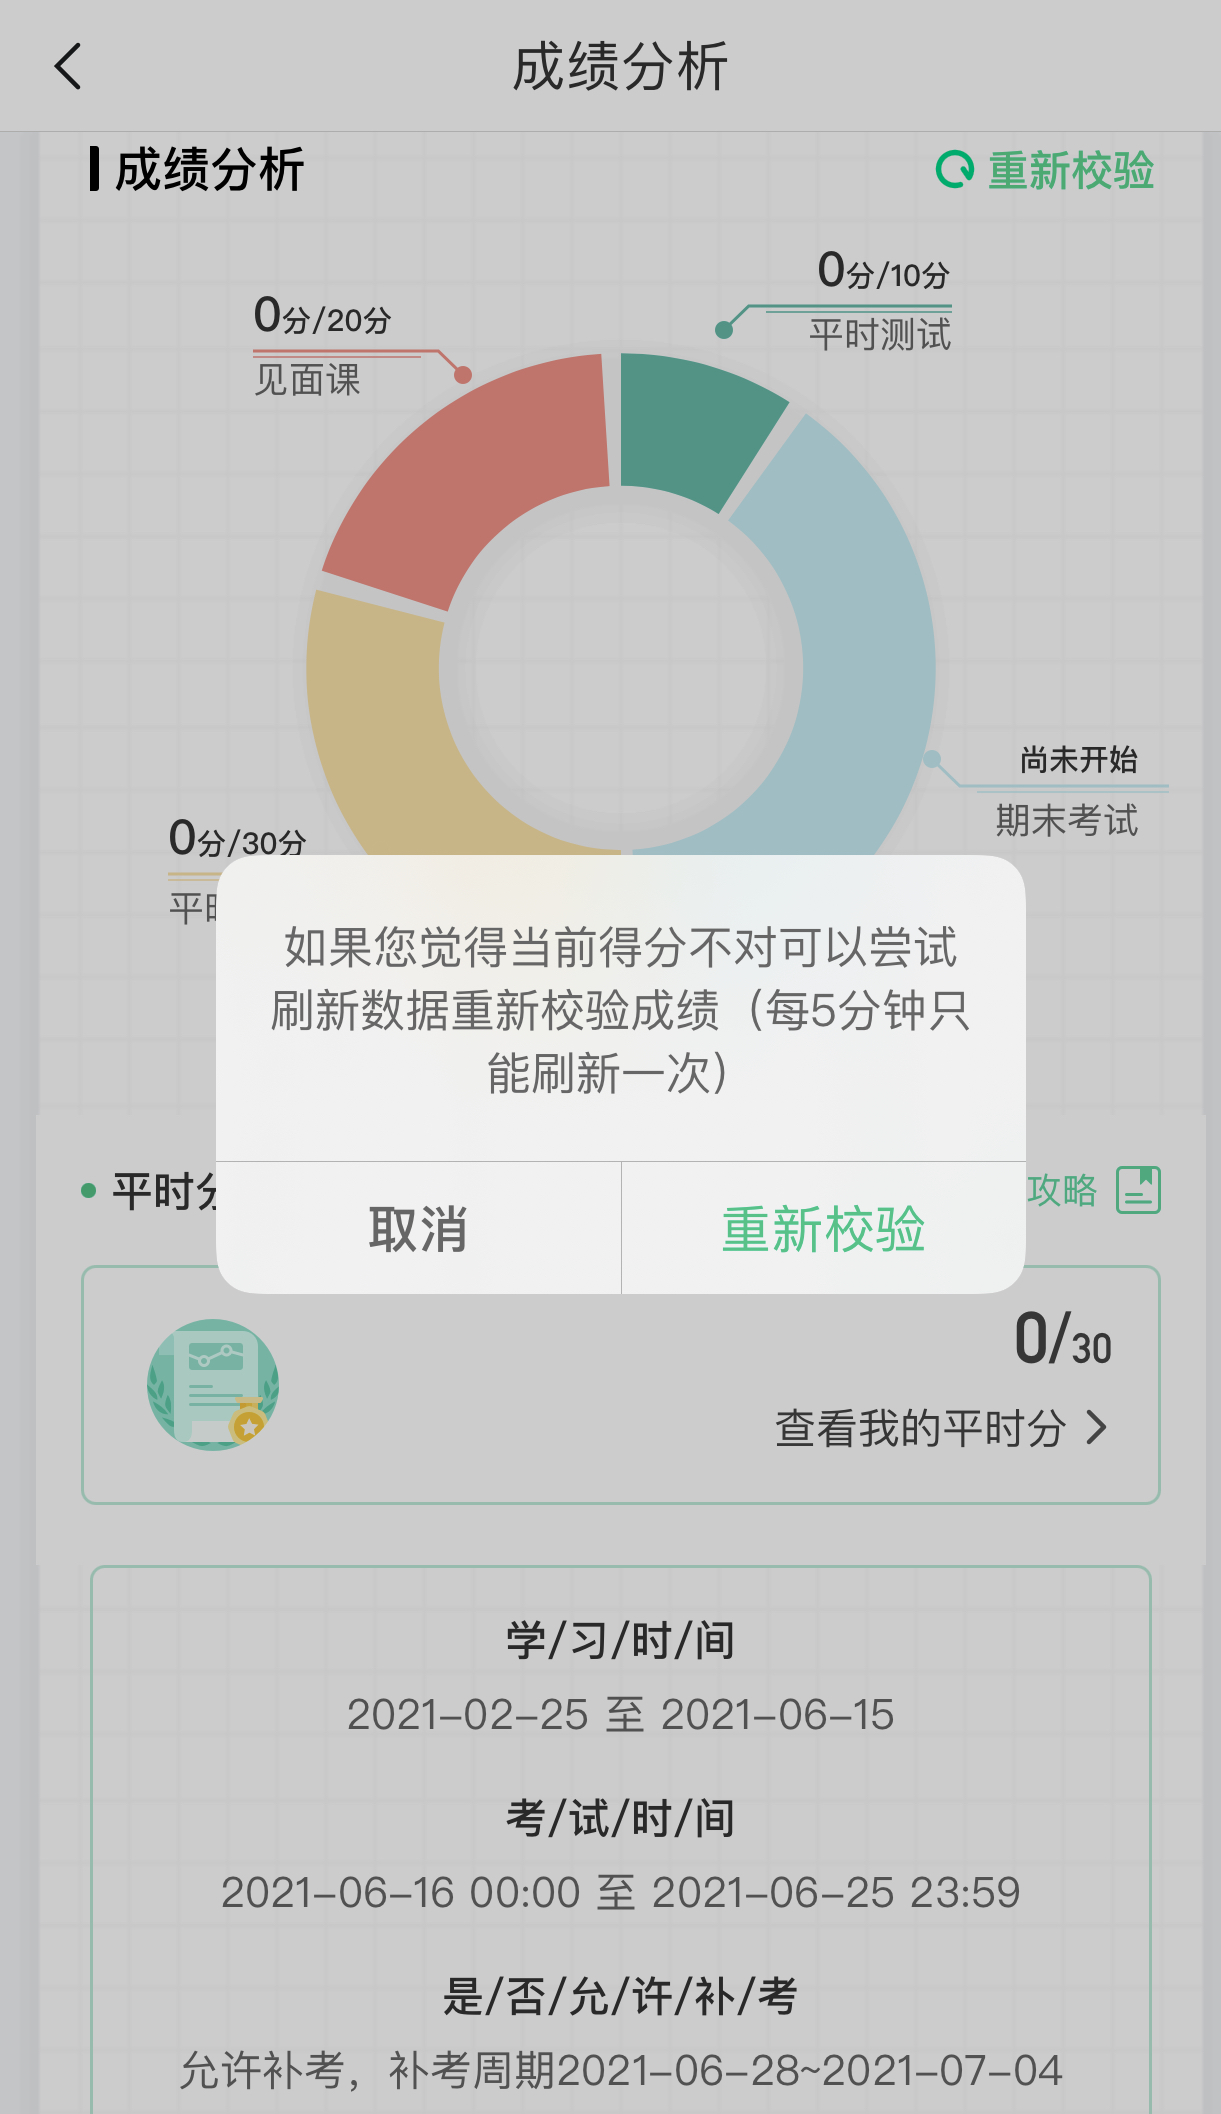 成绩分析
成绩分析
重新校验
0分/10分
平时测试
0分/20分
见面课
尚未开始
期末考试
0分/30分
平时
如果您觉得当前得分不对可以尝试
刷新数据重新校验成绩（每5分钟只
能刷新一次）
取消
重新校验
平时分
攻略
0/30
查看我的平时分
学/习/时/间
2021-02-25 至 2021-06-15
考/试/时/间
2021-06-16 00:00 至 2021-06-25 23:59
是/否/允/许/补/考
允许补考，补考周期2021-06-28~2021-07-04